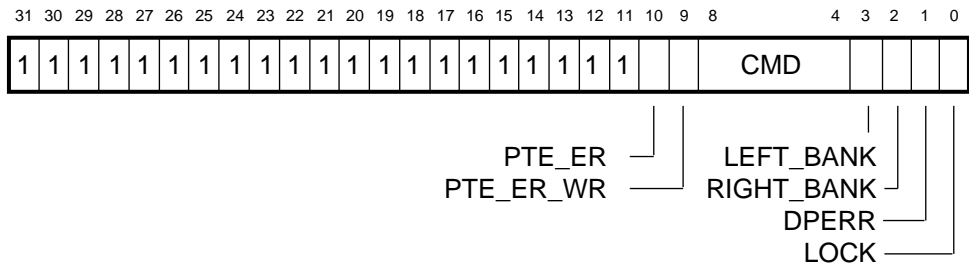 31 30 29 28 27 26 25 24 23 22 21 20 19 18 17 16 15 14 13 12 11 10 9 8 4 3 2 1 0
1 1 1 1 1 1 1 1 1 1 1 1 1 1 1 1 1 1 1 1 1 CMD
PTE_ER LEFT_BANK
PTE_ER_WR RIGHT_BANK
DPERR
LOCK